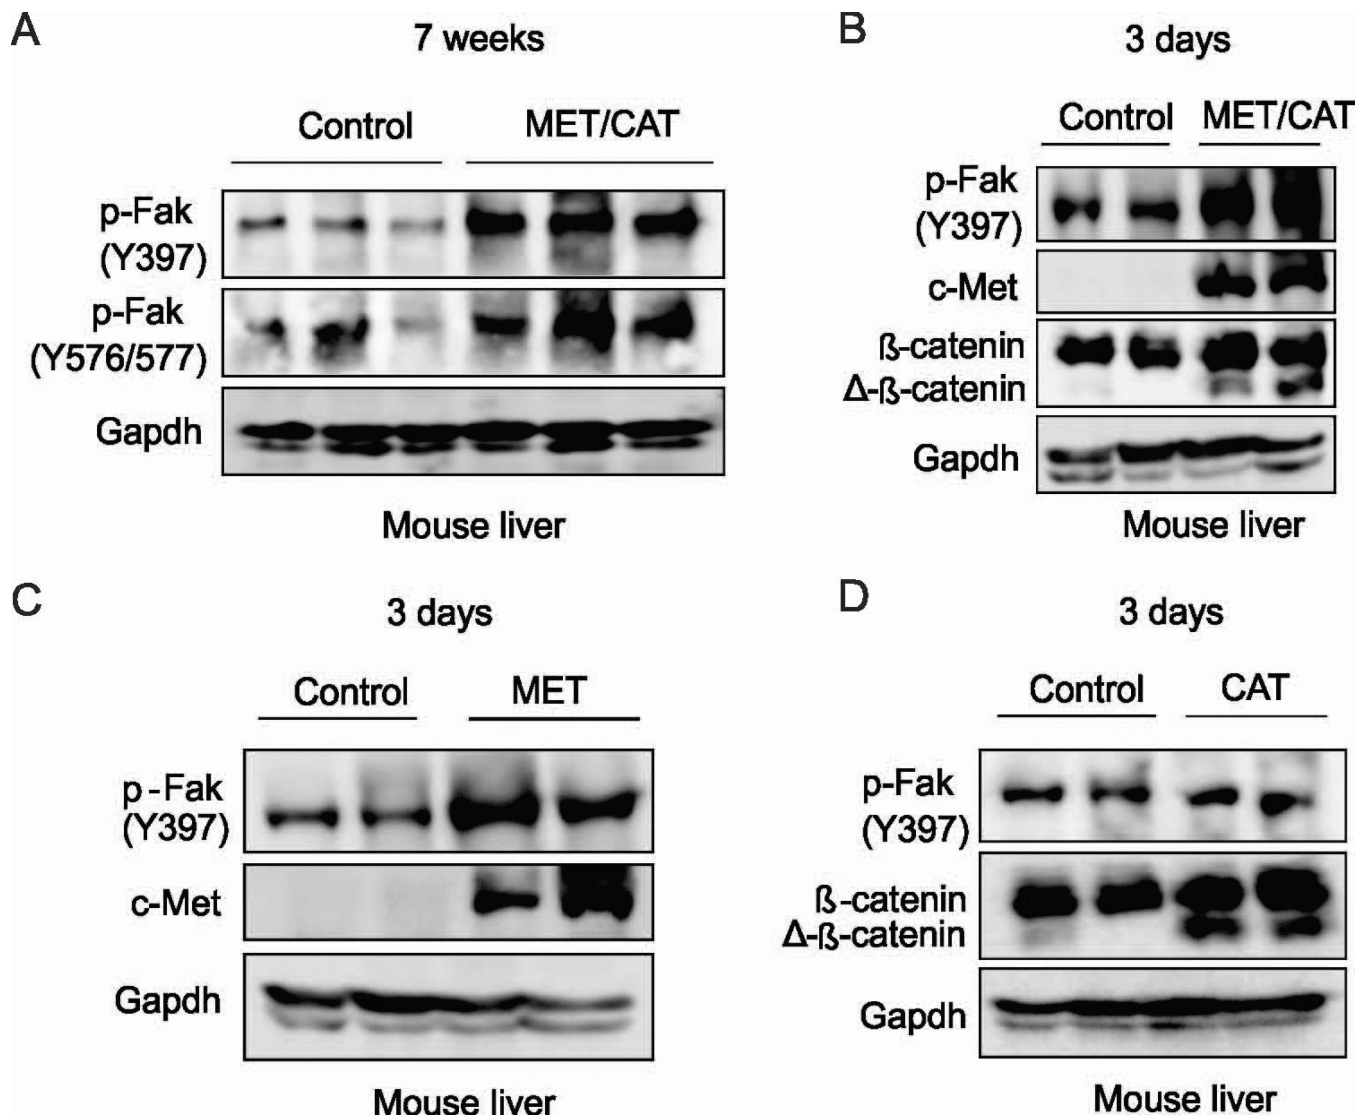 A
7 weeks
Control MET/CAT
p-Fak
(Y397)
p-Fak
(Y576/577)
Gapdh
Mouse liver
B
3 days
Control MET/CAT
p-Fak
(Y397)
c-Met
ß-catenin
Δ-ß-catenin
Gapdh
Mouse liver
C
3 days
Control MET
p-Fak
(Y397)
c-Met
Gapdh
Mouse liver
D
3 days
Control CAT
p-Fak
(Y397)
ß-catenin
Δ-ß-catenin
Gapdh
Mouse liver